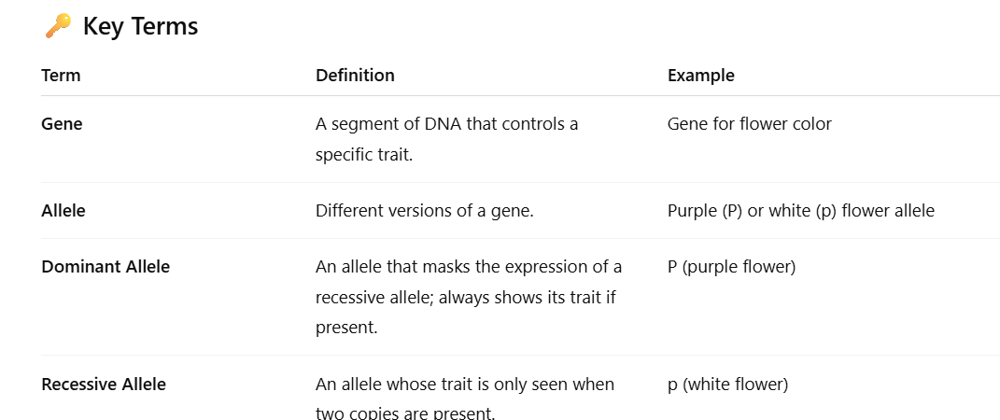 🔑 Key Terms
Term Definition Example
Gene A segment of DNA that controls a Gene for flower color
specific trait.
Allele Different versions of a gene. Purple (P) or white (p) flower allele
Dominant Allele An allele that masks the expression of a P (purple flower)
recessive allele; always shows its trait if
present.
Recessive Allele An allele whose trait is only seen when p (white flower)
two copies are present.